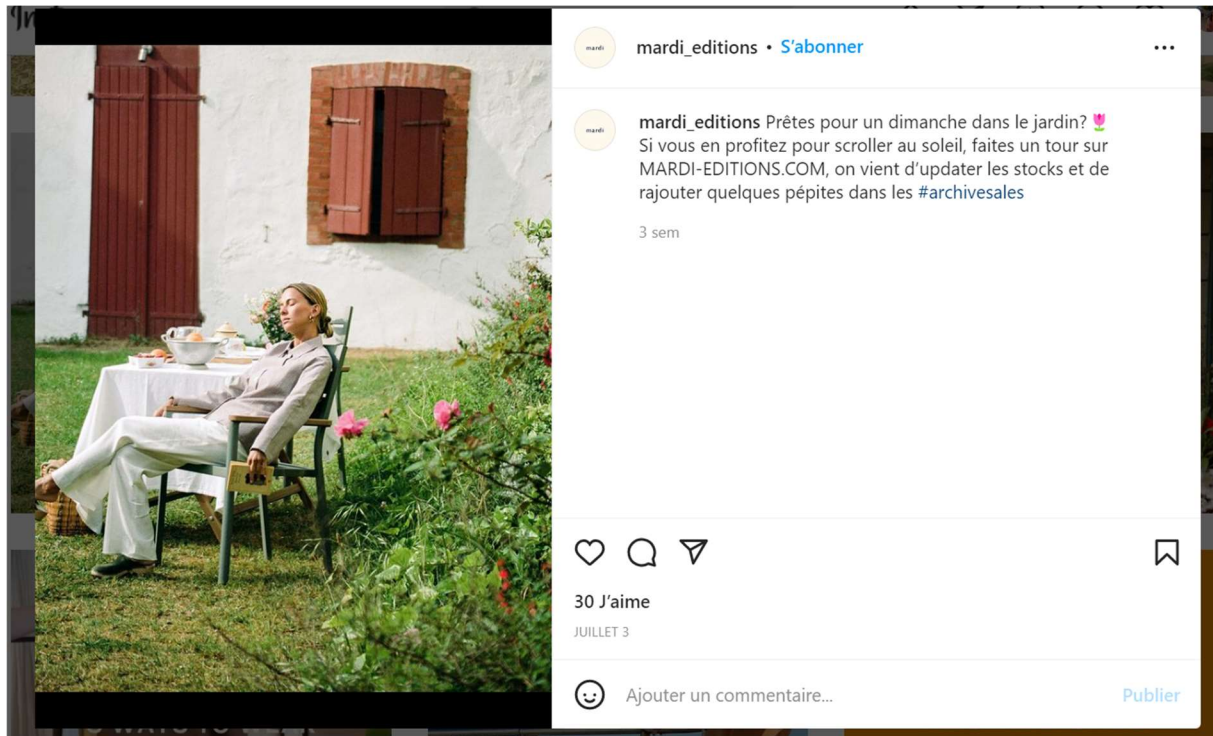 mardi
mardi_editions • S'abonner
mardi
mardi_editions Prêtes pour un dimanche dans le jardin?🌷
Si vous en profitez pour scroller au soleil, faites un tour sur
MARDI-EDITIONS.COM, on vient d'updater les stocks et de
rajouter quelques pépites dans les #archivesales
3 sem
30 J'aime
JUILLET 3
Ajouter un commentaire...
Publier